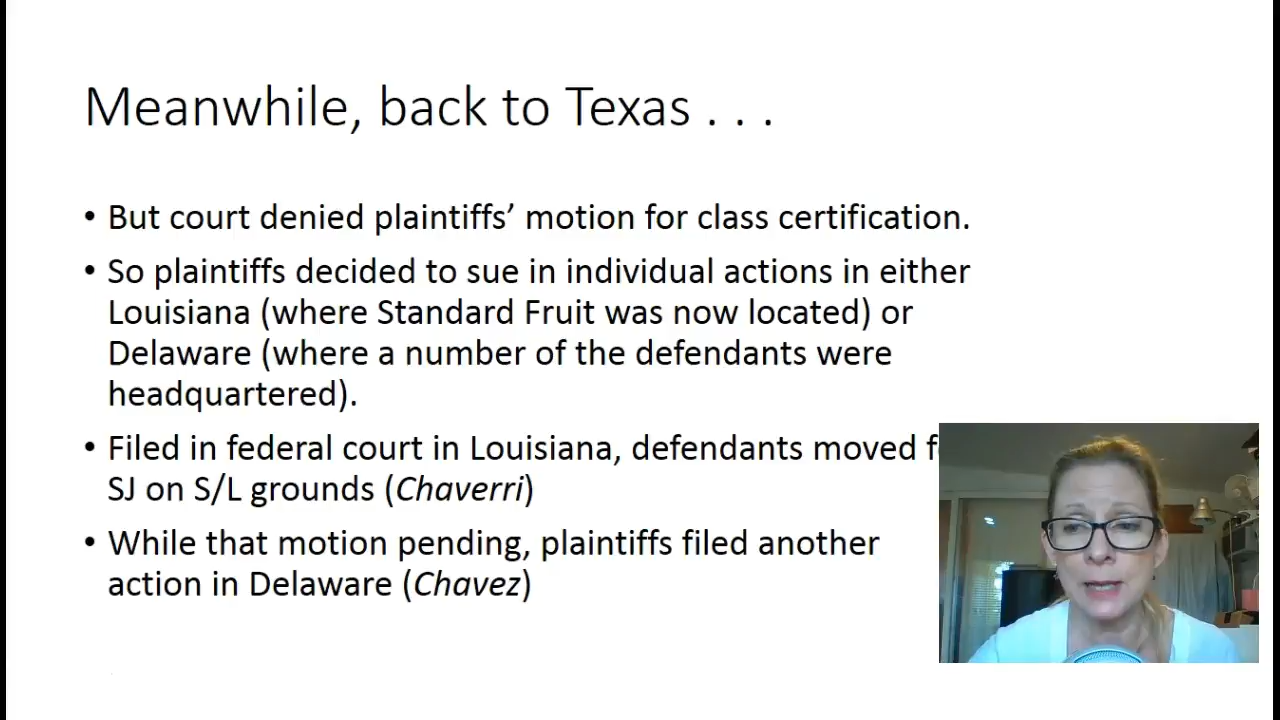 Meanwhile, back to Texas . . .
• But court denied plaintiffs’ motion for class certification.
• So plaintiffs decided to sue in individual actions in either
Louisiana (where Standard Fruit was now located) or
Delaware (where a number of the defendants were
headquartered).
• Filed in federal court in Louisiana, defendants moved
SJ on S/L grounds (Chaverri)
• While that motion pending, plaintiffs filed another
action in Delaware (Chavez)